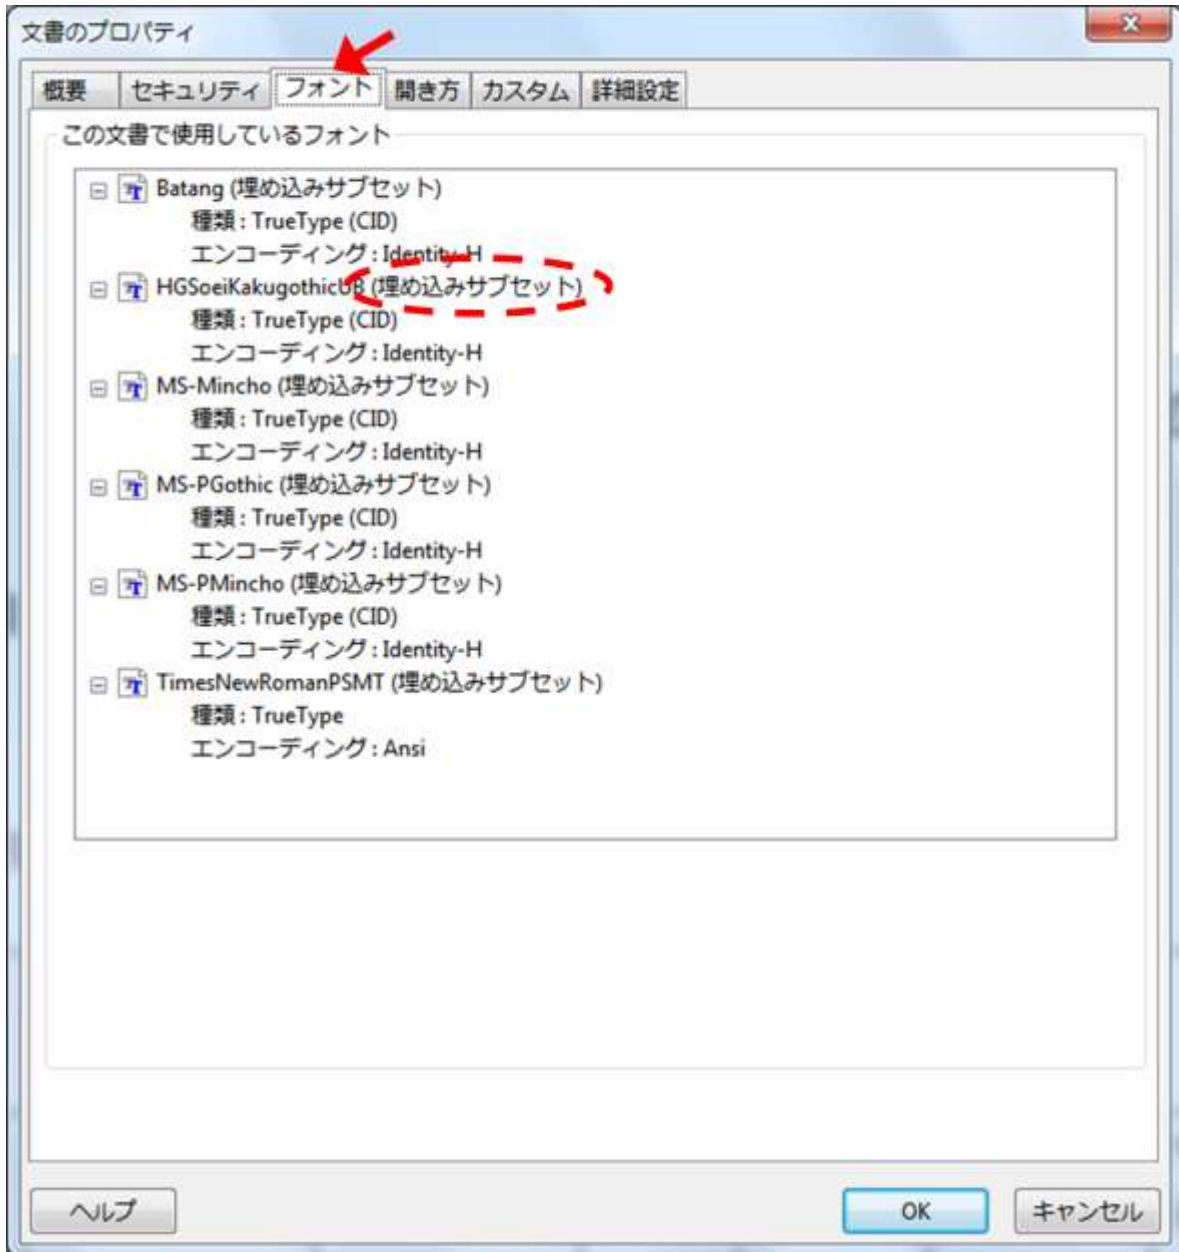 文書のプロパティ
概要 セキュリティ フォント 開き方 カスタム 詳細設定
この文書で使用しているフォント
Batang (埋め込みサブセット)
種類 : TrueType (CID)
エンコーディング : Identity-H
HGSoeiKakugothicUB (埋め込みサブセット)
種類 : TrueType (CID)
エンコーディング : Identity-H
MS-Mincho (埋め込みサブセット)
種類 : TrueType (CID)
エンコーディング : Identity-H
MS-PGothic (埋め込みサブセット)
種類 : TrueType (CID)
エンコーディング : Identity-H
MS-PMincho (埋め込みサブセット)
種類 : TrueType (CID)
エンコーディング : Identity-H
TimesNewRomanPSMT (埋め込みサブセット)
種類 : TrueType
エンコーディング : Ansi
ヘルプ OK キャンセル